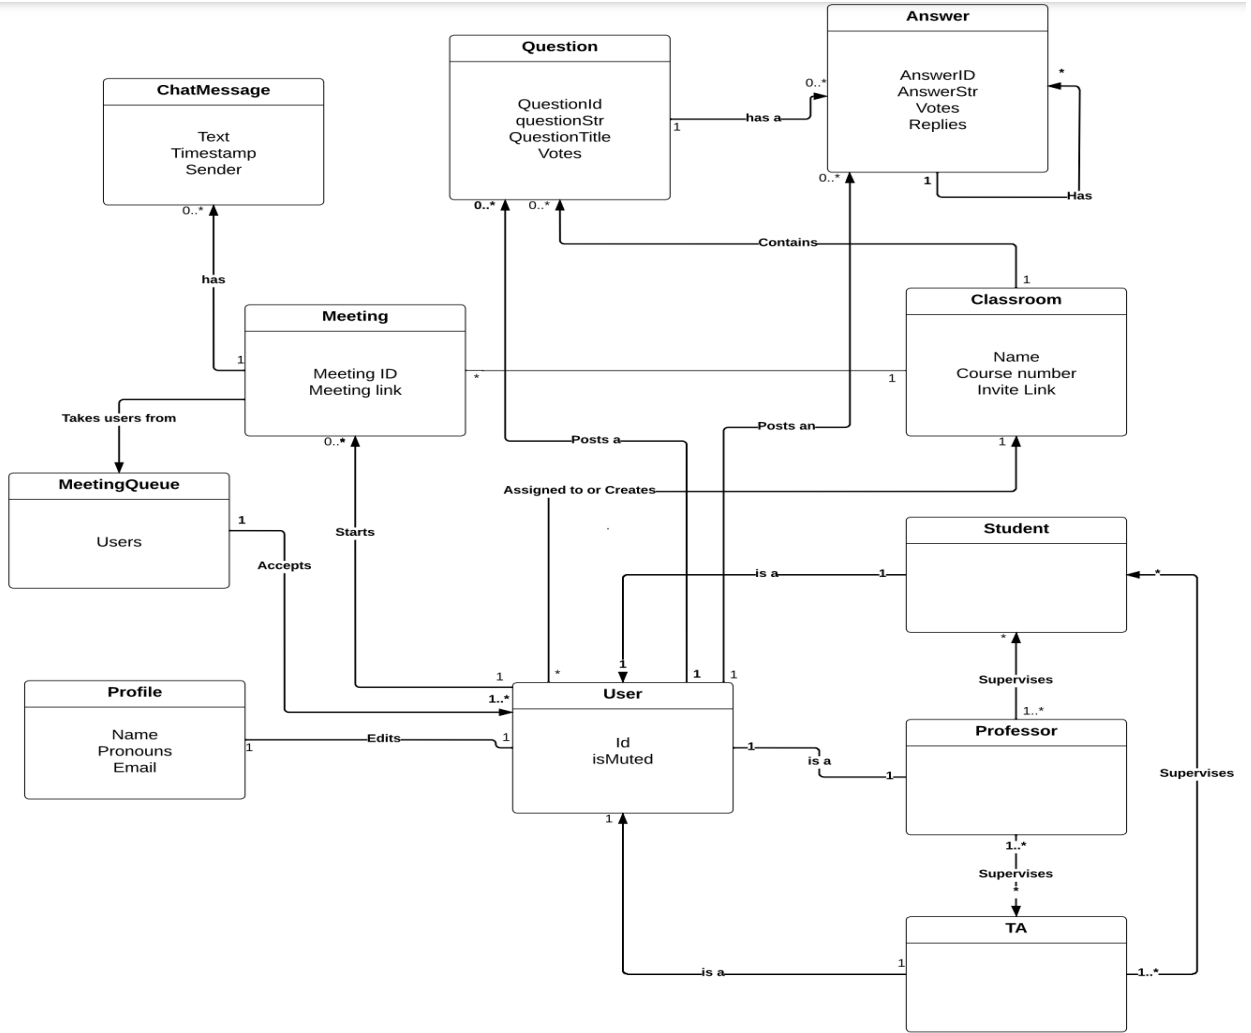 Answer
AnswerID
AnswerStr
Votes
Replies
Question
QuestionId
questionStr
QuestionTitle
Votes
ChatMessage
Text
Timestamp
Sender
0..*
has a
1
*
1
Has
0..*
0..*
0..*
0..*
Contains
1
has
1
Meeting
Meeting ID
Meeting link
*
1
Classroom
Name
Course number
Invite Link
Takes users from
0..*
Posts a
Posts an
1
MeetingQueue
Users
1
Accepts
Starts
Assigned to or Creates
Student
is a
1
*
1
*
Supervises
1..*
1
*
1
1
1..*
Profile
Name
Pronouns
Email
1
Edits
1
User
Id
isMuted
1
is a
1
Professor
Supervises
1..*
Supervises
*
1
TA
is a
1
1..*